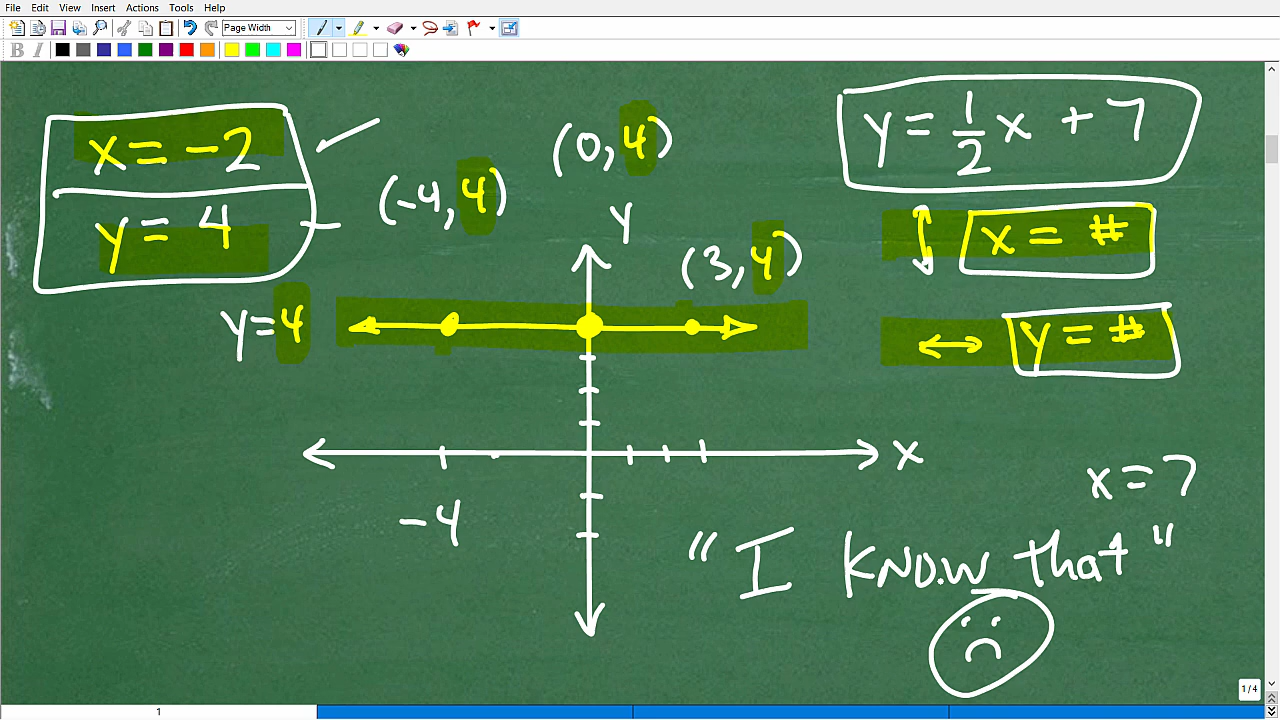 File Edit View Insert Actions Tools Help
Page Width
B I
x = -2
y = 4
(-4, 4)
(0, 4)
y = 1/2 x + 7
Y
(3, 4)
x = #
y = 4
y = #
x
-4
x = 7
"I know that"
1/4
1